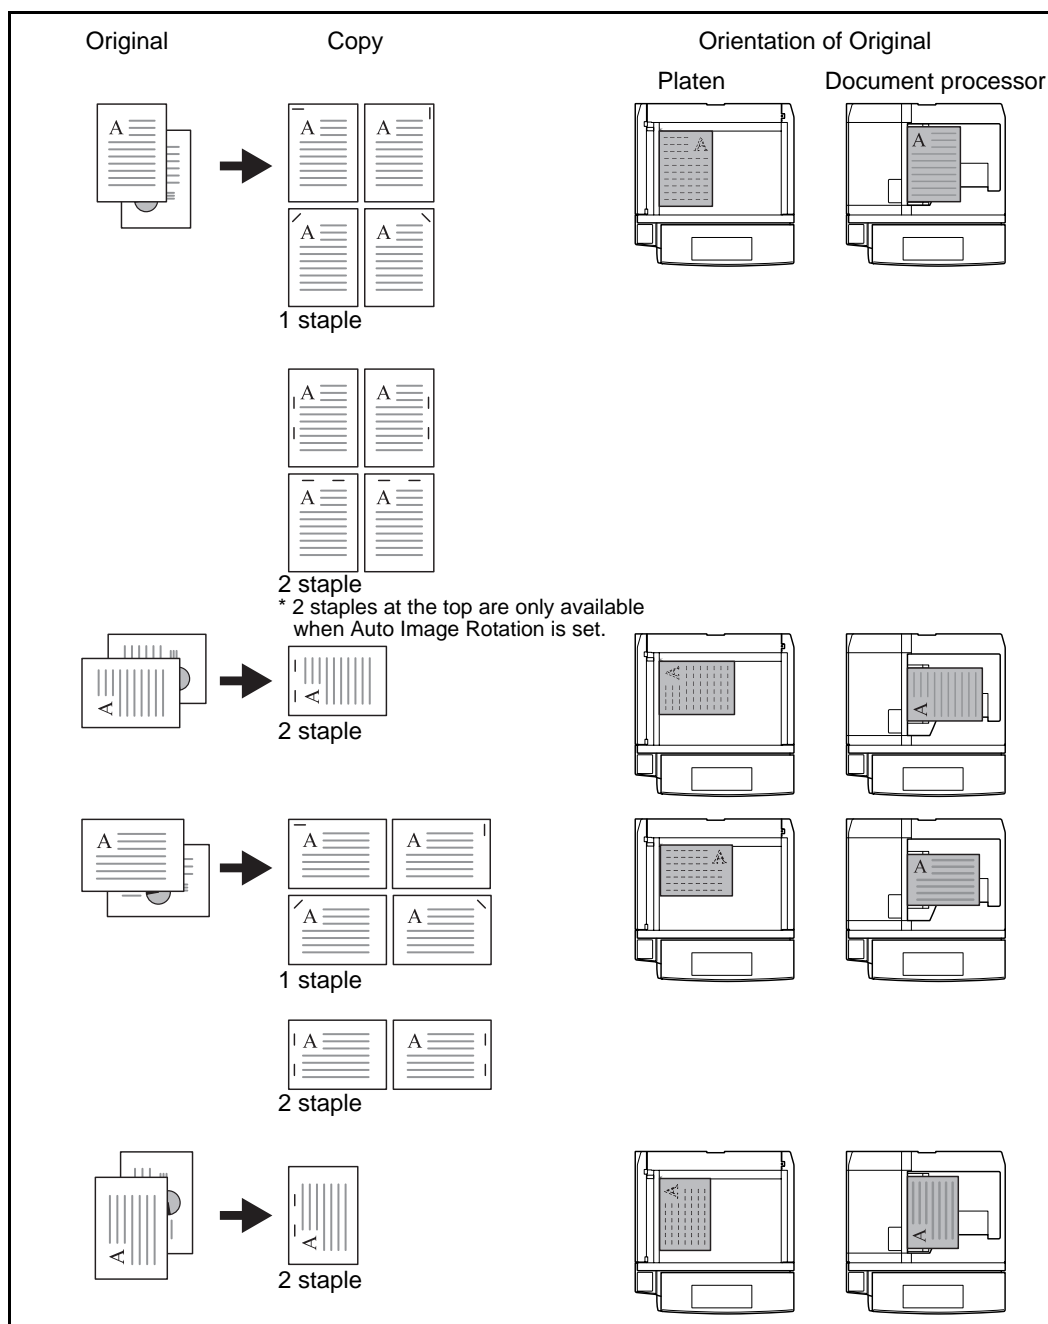 Original Copy Orientation of Original
Platen Document processor
A A A A A
A A
1 staple
A A
A A
2 staple
* 2 staples at the top are only available
when Auto Image Rotation is set.
A A A A
2 staple
A A A A A
A A
1 staple
A A
2 staple
A A A A
2 staple